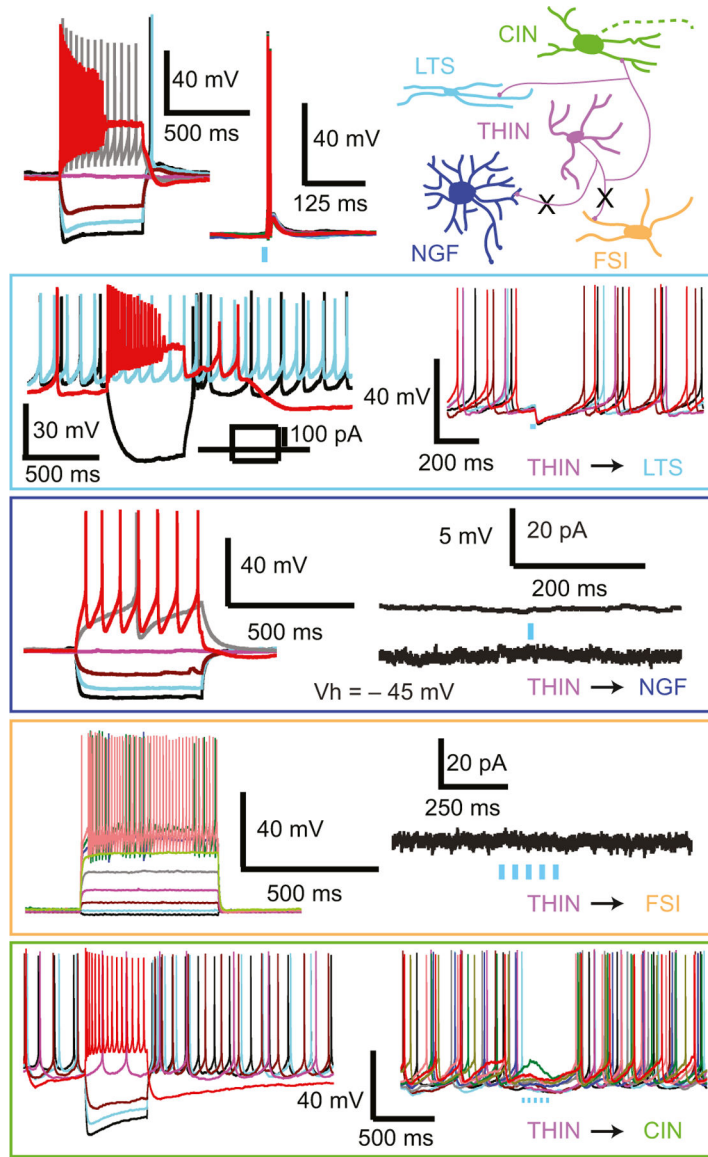 CIN
LTS
40 mV
500 ms
40 mV
125 ms
THIN
X
X
NGF
FSI
30 mV
500 ms
100 pA
40 mV
200 ms
THIN → LTS
40 mV
500 ms
5 mV
20 pA
200 ms
Vh = – 45 mV
THIN → NGF
40 mV
500 ms
20 pA
250 ms
THIN → FSI
40 mV
500 ms
THIN → CIN